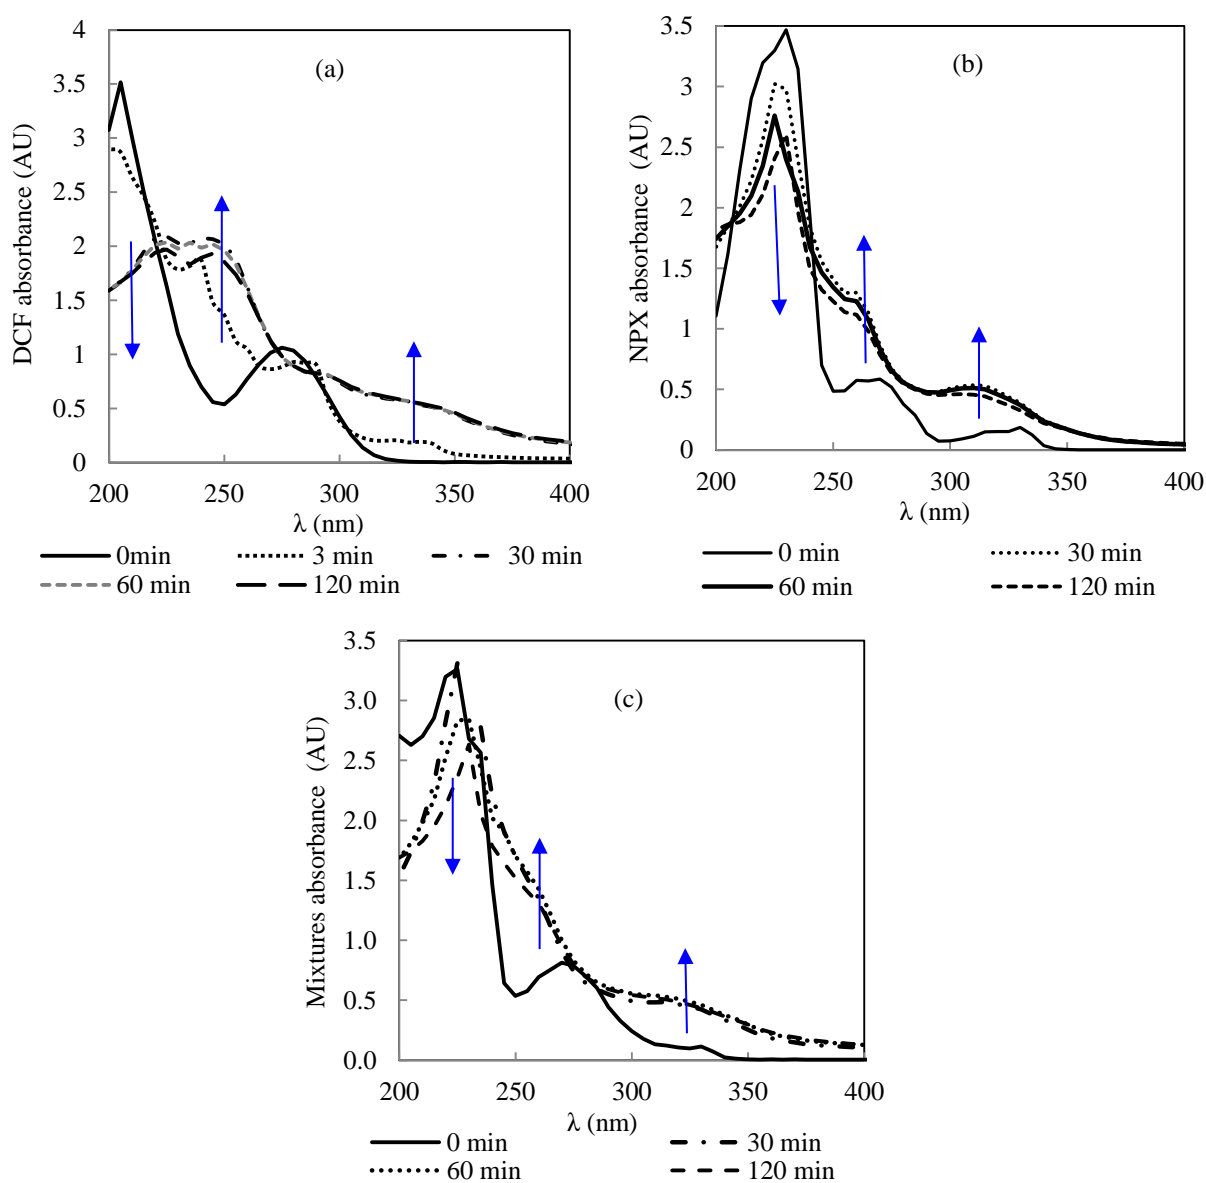 (a)
DCF absorbance (AU)
4
3.5
3
2.5
2
1.5
1
0.5
0
200 250 300 350 400
λ (nm)
0min 3 min 30 min
60 min 120 min
(b)
NPX absorbance (AU)
3.5
3
2.5
2
1.5
1
0.5
0
200 250 300 350 400
λ (nm)
0 min 30 min
60 min 120 min
(c)
Mixtures absorbance (AU)
3.5
3.0
2.5
2.0
1.5
1.0
0.5
0.0
200 250 300 350 400
λ (nm)
0 min 30 min
60 min 120 min